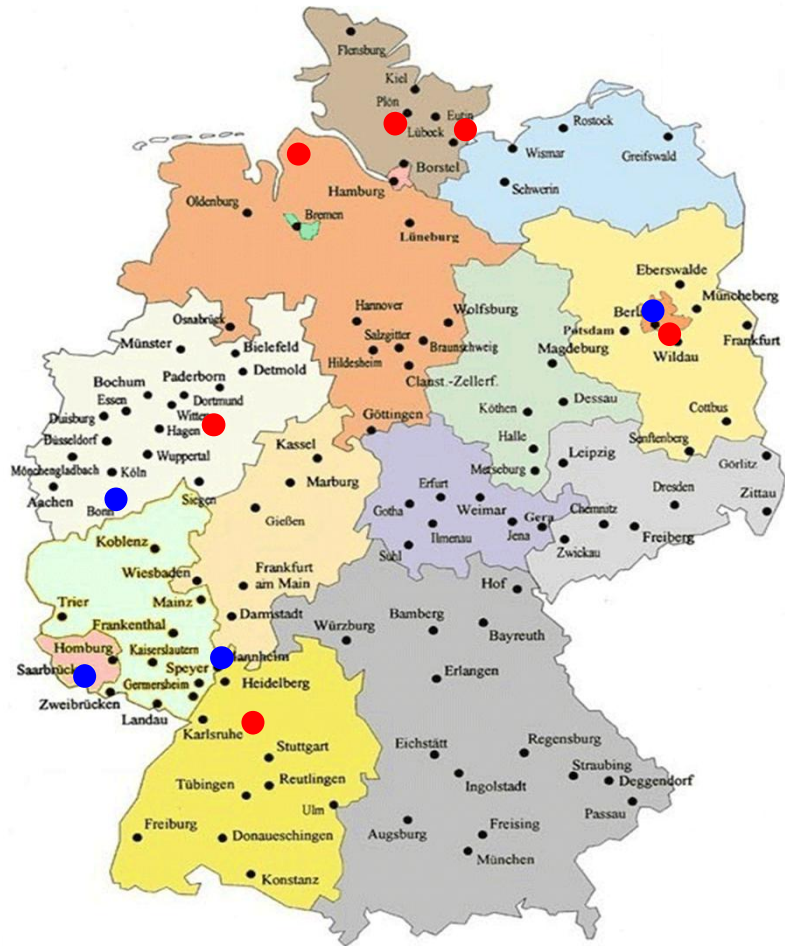 Flensburg
Kiel
Plön
Eutin
Lübeck
Rostock
Wismar
Greifswald
Borstel
Schwerin
Hamburg
Oldenburg
Bremen
Lüneburg
Eberswalde
Müncheberg
Hannover
Wolfsburg
Osnabrück
Potsdam
Frankfurt
Salzgitter
Braunschweig
Münster
Bielefeld
Hildesheim
Wildau
Magdeburg
Detmold
Clanst.-Zellerf.
Bochum
Paderborn
Essen
Dortmund
Dessau
Duisburg
Köthen
Göttingen
Cottbus
Hagen
Düsseldorf
Kassel
Halle
Senftenberg
Leipzig
Görlitz
Wuppertal
Mönchengladbach
Köln
Merseburg
Marburg
Siegen
Erfurt
Dresden
Aachen
Zittau
Bonn
Gießen
Gotha
Weimar
Chemnitz
Gera
Ilmenau
Jena
Freiberg
Koblenz
Zwickau
Suhl
Wiesbaden
Frankfurt
am Main
Hof
Trier
Mainz
Darmstadt
Bamberg
Frankenthal
Würzburg
Bayreuth
Homburg
Kaiserslautern
Speyer
Erlangen
Germersheim
Heidelberg
Zweibrücken
Landau
Karlsruhe
Stuttgart
Eichstätt
Regensburg
Straubing
Tübingen
Reutlingen
Ingolstadt
Deggendorf
Ulm
Passau
Freiburg
Donaueschingen
Augsburg
Freising
München
Konstanz